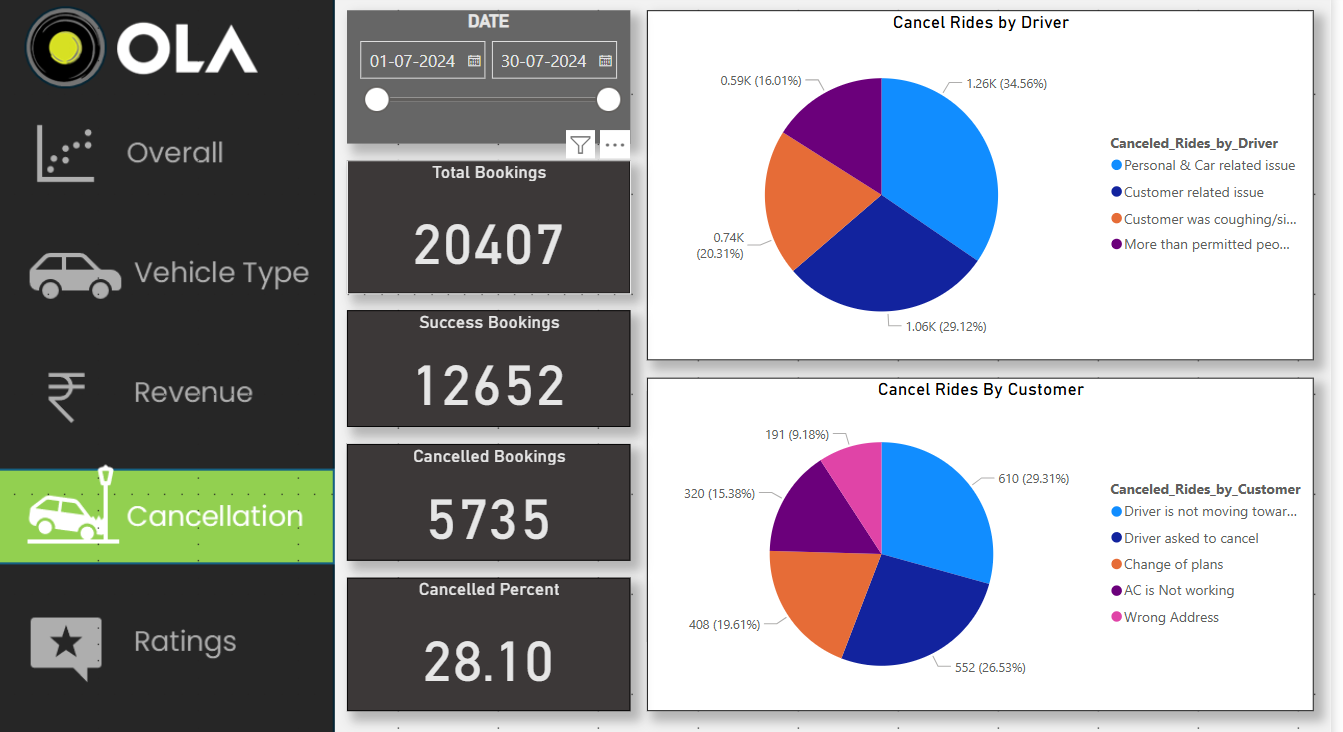 OLA
Overall
Vehicle Type
Revenue
Cancellation
Ratings
DATE
01-07-2024
30-07-2024
Total Bookings
20407
Success Bookings
12652
Cancelled Bookings
5735
Cancelled Percent
28.10
Cancel Rides by Driver
0.59K (16.01%)
1.26K (34.56%)
0.74K
(20.31%)
1.06K (29.12%)
Canceled_Rides_by_Driver
Personal & Car related issue
Customer related issue
Customer was coughing/si...
More than permitted peo...
Cancel Rides By Customer
191 (9.18%)
610 (29.31%)
320 (15.38%)
408 (19.61%)
552 (26.53%)
Canceled_Rides_by_Customer
Driver is not moving towar...
Driver asked to cancel
Change of plans
AC is Not working
Wrong Address